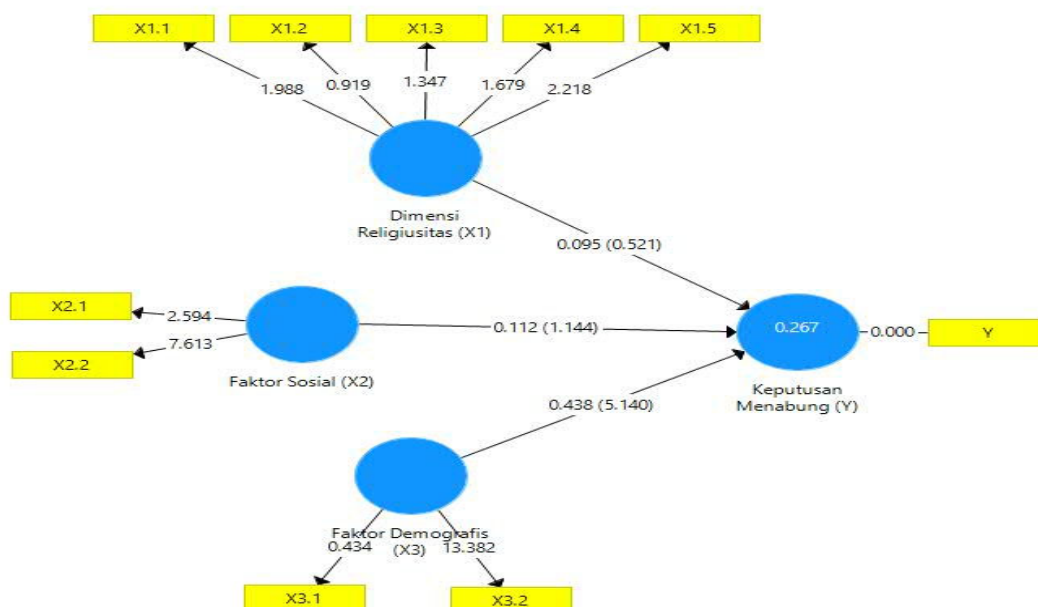 X1.1
X1.2
X1.3
X1.4
X1.5
1.988
0.919
1.347
1.679
2.218
Dimensi
Religiusitas (X1)
0.095 (0.521)
X2.1
2.594
X2.2
7.613
Faktor Sosial (X2)
0.112 (1.144)
0.267
0.000
Y
Keputusan
Menabung (Y)
0.438 (5.140)
Faktor Demografis
(X3)
0.434
13.382
X3.1
X3.2